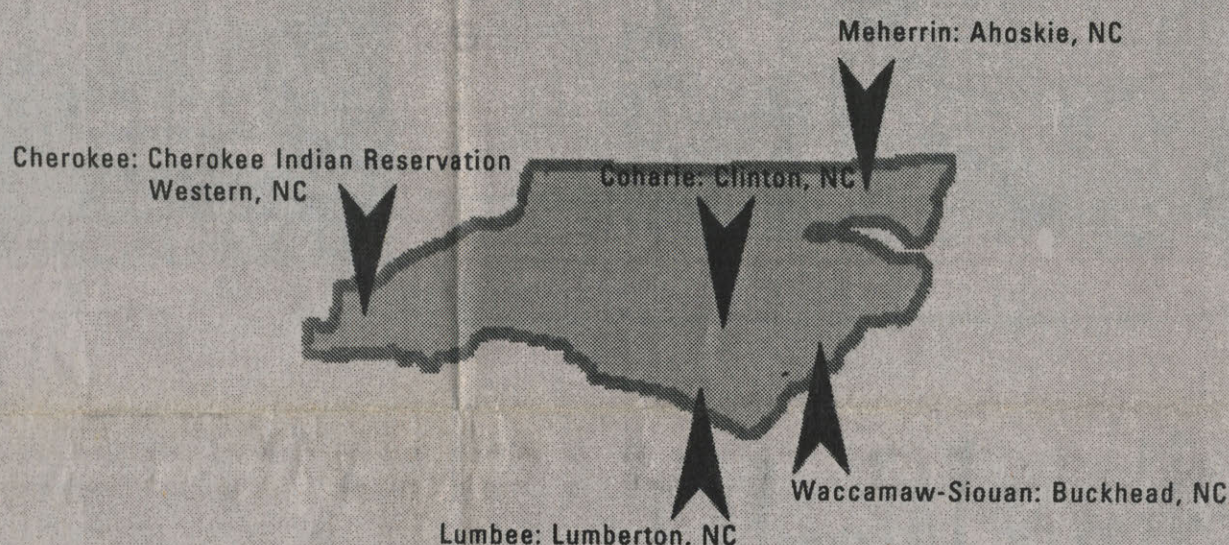 Meherrin: Ahoskie, NC
Cherokee: Cherokee Indian Reservation
Western, NC
Coharie: Clinton, NC
Waccamaw-Siouan: Buckhead, NC
Lumbee: Lumberton, NC